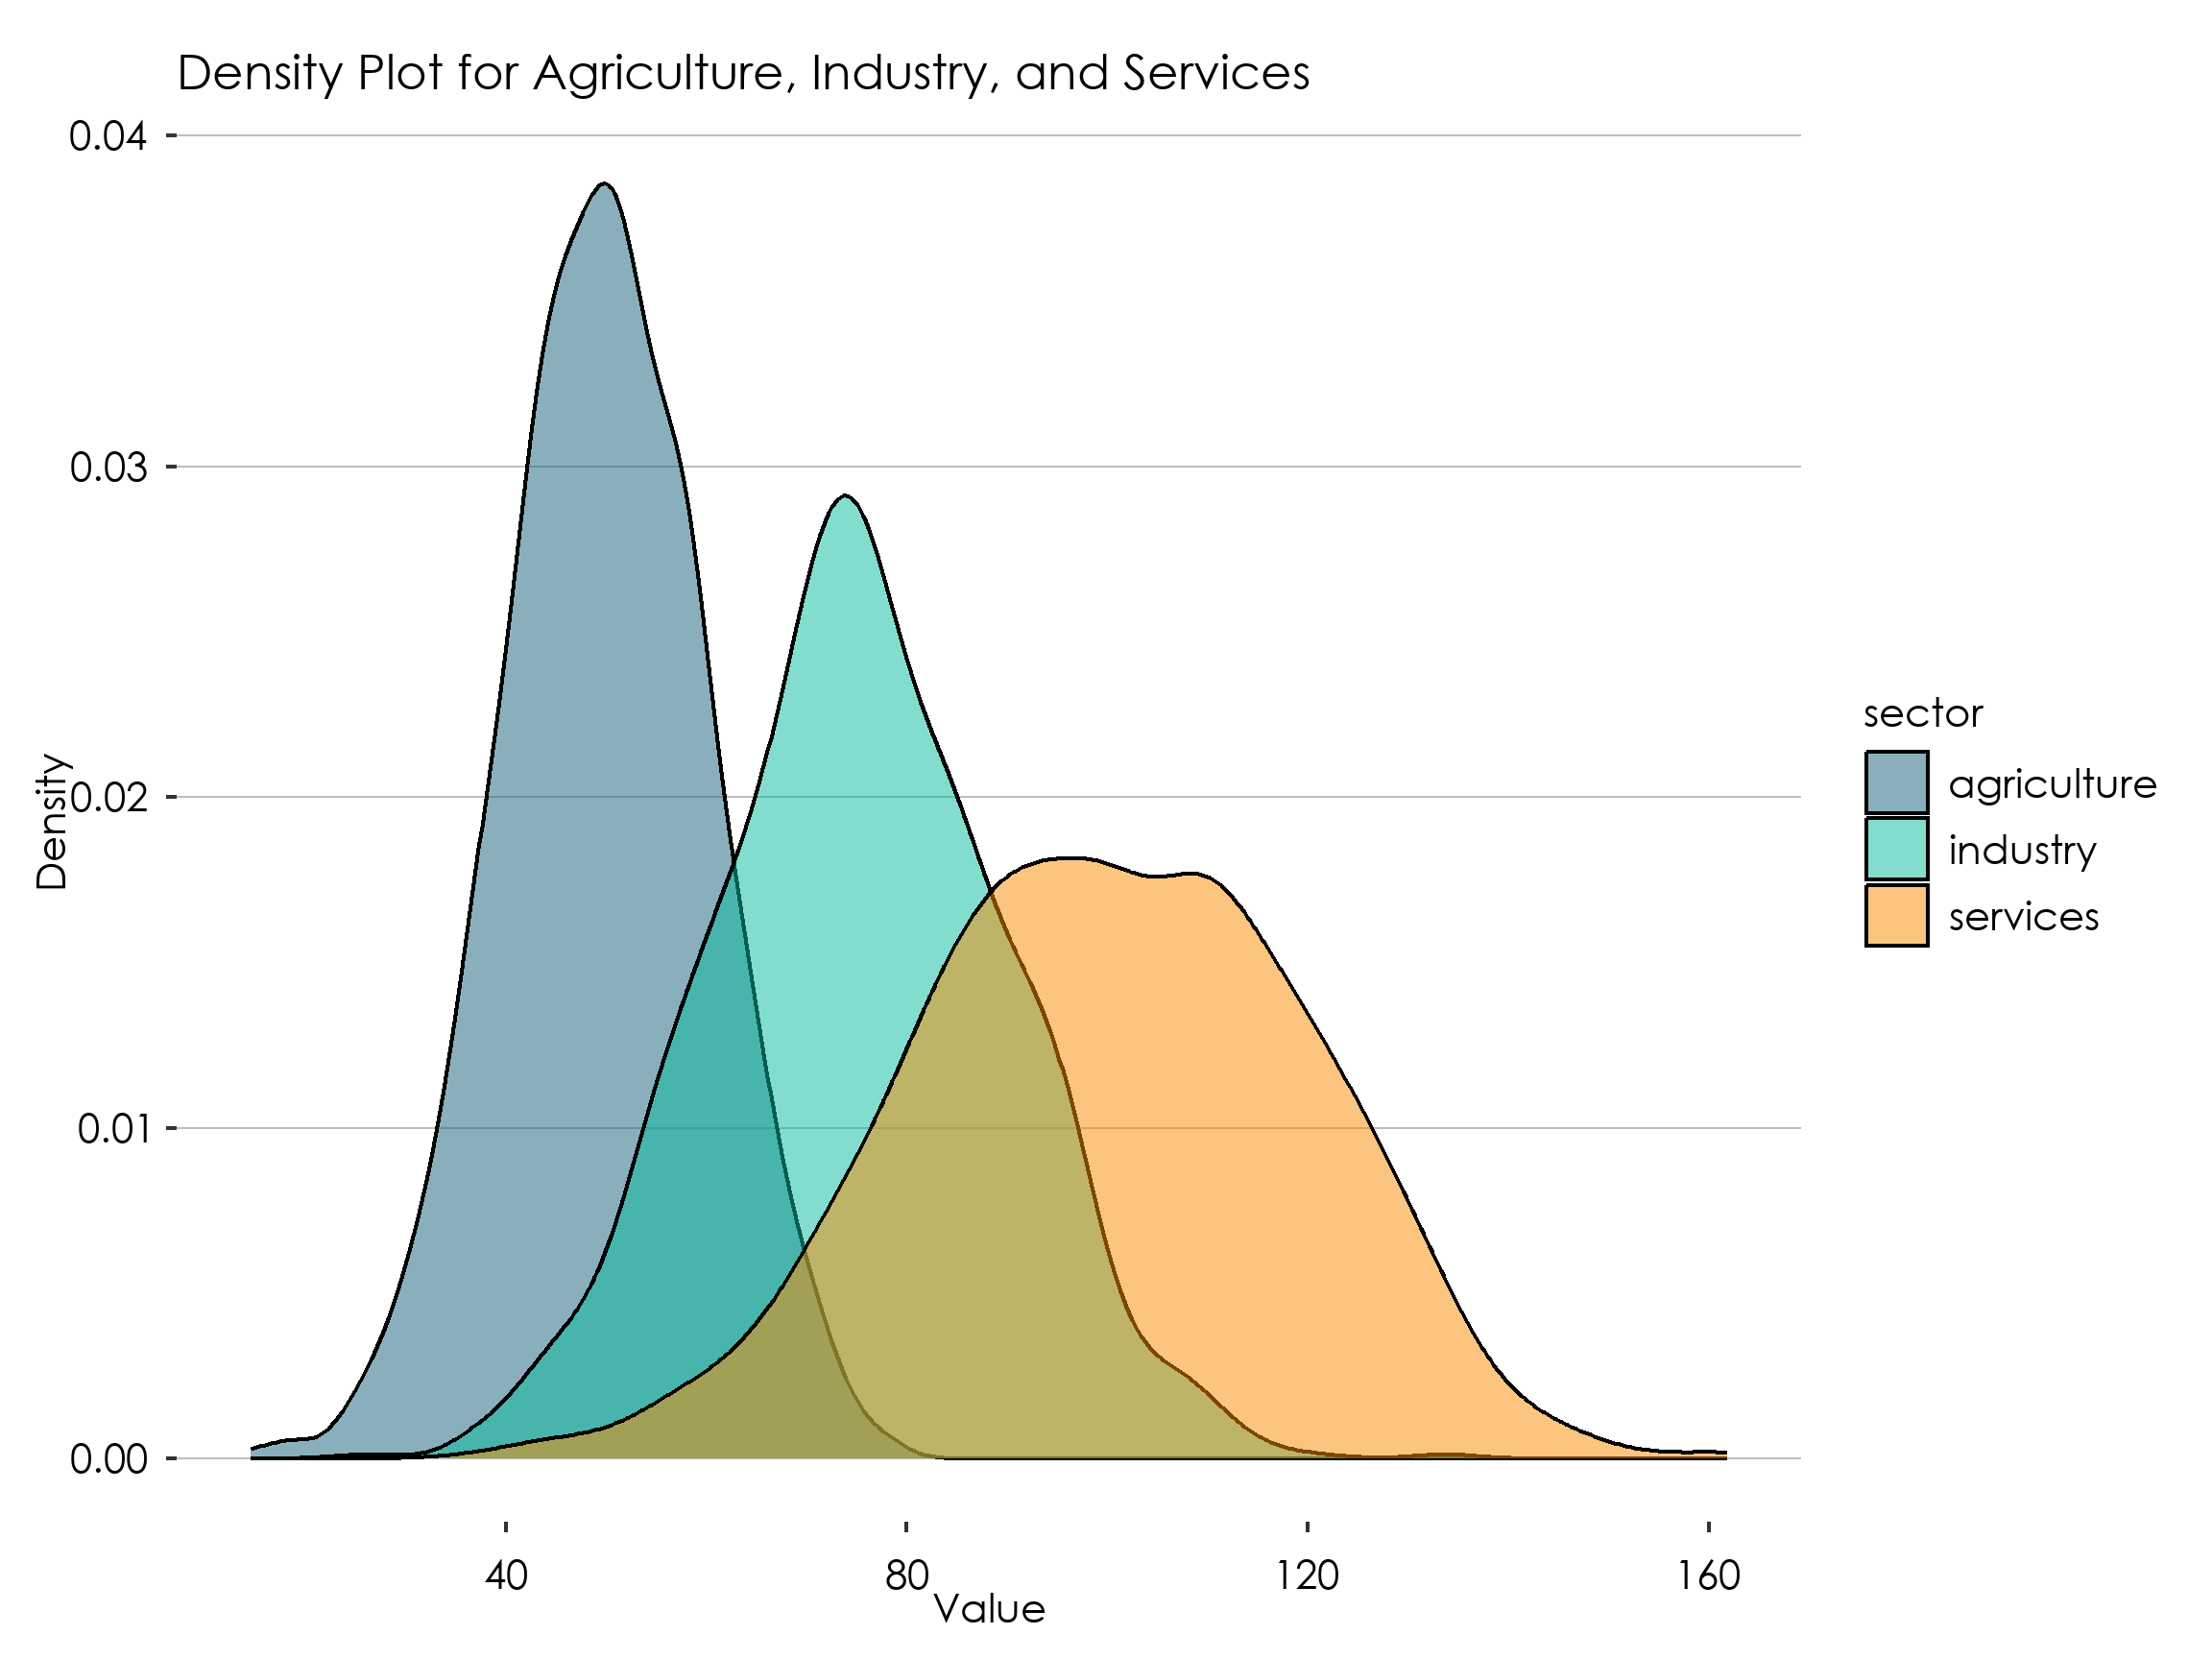 Density Plot for Agriculture, Industry, and Services
0.04
0.03
0.02
0.01
0.00
Density
40
80
120
160
Value
sector
agriculture
industry
services